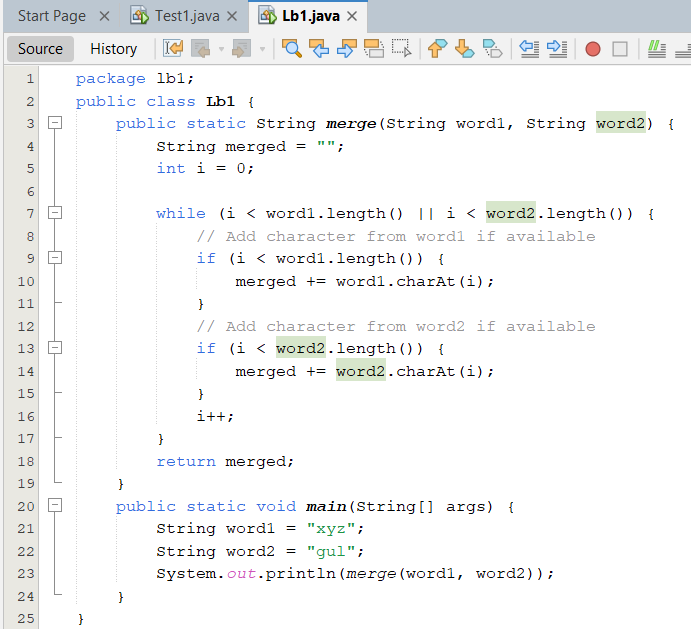 Start Page Test1.java Lb1.java
Source History
1 package lb1;
2 public class Lb1 {
3 public static String merge(String word1, String word2) {
4 String merged = "";
5 int i = 0;
6
7 while (i < word1.length() || i < word2.length()) {
8 // Add character from word1 if available
9 if (i < word1.length()) {
10 merged += word1.charAt(i);
11 }
12 // Add character from word2 if available
13 if (i < word2.length()) {
14 merged += word2.charAt(i);
15 }
16 i++;
17 }
18 return merged;
19 }
20 public static void main(String[] args) {
21 String word1 = "xyz";
22 String word2 = "gul";
23 System.out.println(merge(word1, word2));
24 }
25 }